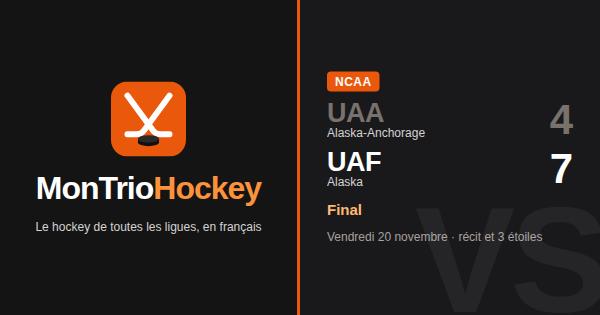 MonTrioHockey
Le hockey de toutes les ligues, en français
NCAA
UAA 4
Alaska-Anchorage
UAF 7
Alaska
Final
Vendredi 20 novembre · récit et 3 étoiles
VS